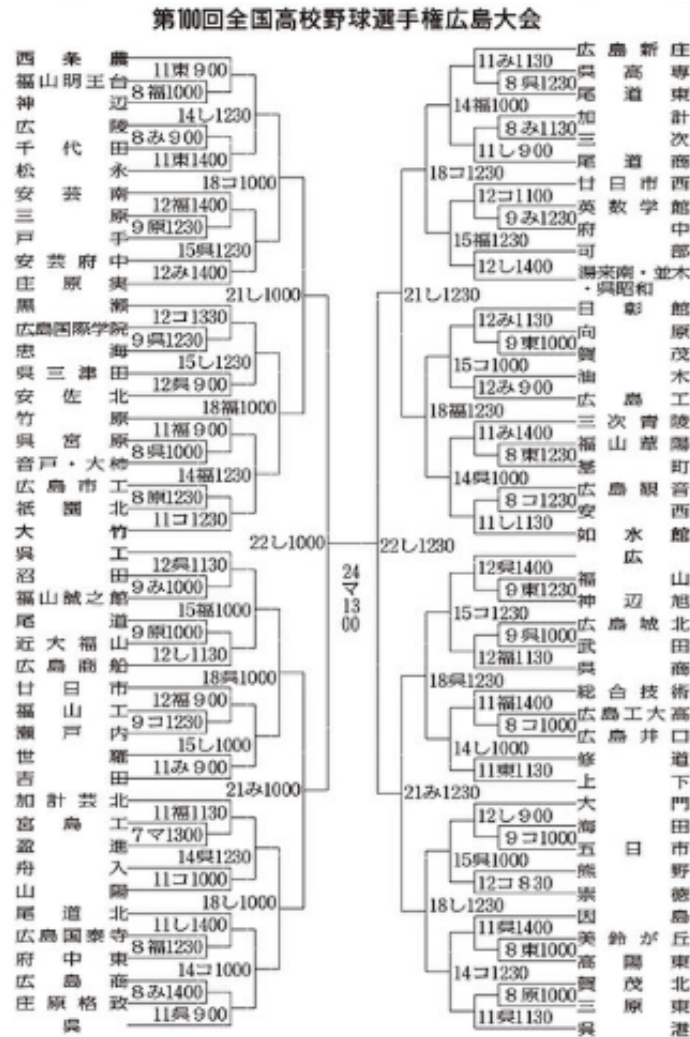 第100回全国高校野球選手権広島大会
西条農
11東900
福山明王台
8福1000
神辺
14し1230
広陵
8み900
千代田
11東1400
松永
18コ1000
安芸南
12福1400
三原
9原1230
戸手
15呉1230
安芸府中
12み1400
庄原実
21し1000
黒瀬
12コ1330
広島国際学院
9呉1230
忠海
15し1230
呉三津田
12呉900
安佐北
18福1000
竹原
11福900
呉宮原
8呉1000
音戸・大柿
14福1230
広島市工
8原1230
祇園北
11コ1230
大竹
22し1000
呉工
12呉1130
沼田
9み1000
福山誠之館
15福1000
尾道
9原1000
近大福山
12し1130
広島商船
18呉1000
廿日市
12福900
福山工
9コ1230
瀬戸内
15し1000
世羅
11み900
吉田
21み1000
加計芸北
11福1130
宮島工
7マ1300
盈進
14呉1230
舟入
11コ1000
山陽
18し1000
尾道北
11し1400
広島国泰寺
8福1230
府中東
14コ1000
広島商
8み1400
庄原格致
11呉900
呉
24マ1300
広島新庄
11み1130
呉高専
8呉1230
尾道東
14福1000
加計
8み1130
三次
11し900
尾道商
18コ1230
廿日市西
12コ1100
英数学館
9み1230
府中
15福1230
可部
12し1400
湯来南・並木
・呉昭和
21し1230
日彰館
12み1130
向原
9東1000
賀茂
15コ1000
油木
12み900
広島工
18福1230
三次青陵
11み1400
福山葦陽
8東1230
基町
14呉1000
広島観音
8コ1230
安西
11し1130
如水館
22し1230
広
12呉1400
福山
9東1230
神辺旭
15コ1230
広島城北
9呉1000
武田
12福1130
呉商
18呉1230
総合技術
11福1400
広島工大高
8コ1000
広島井口
14し1000
修道
11東1130
上下
21み1230
大門
12し900
海田
9コ1000
五日市
15呉1000
熊野
12コ830
崇徳
18し1230
因島
11呉1400
美鈴が丘
8東1000
高陽東
14コ1230
賀茂北
8原1000
三原東
11呉1130
呉港